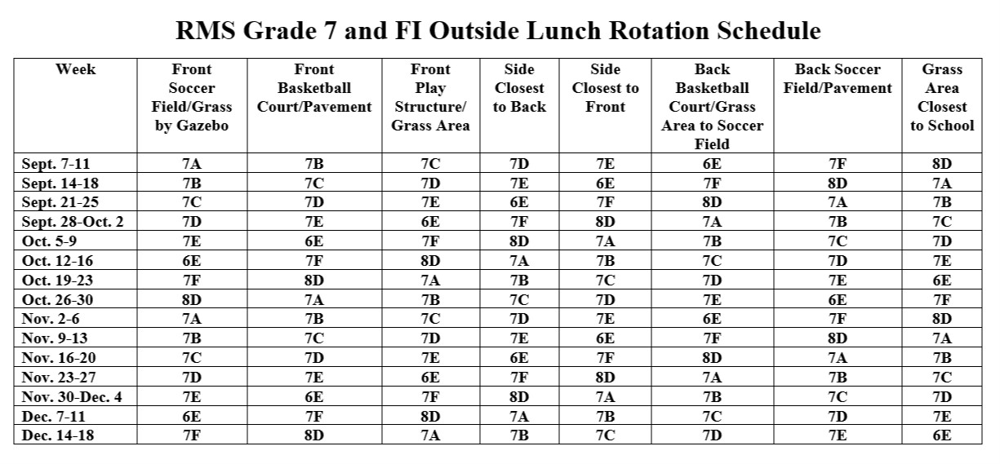 RMS Grade 7 and FI Outside Lunch Rotation Schedule
Week Front Soccer Field/Grass by Gazebo Front Basketball Court/Pavement Front Play Structure/ Grass Area Side Closest to Back Side Closest to Front Back Basketball Court/Grass Area to Soccer Field Back Soccer Field/Pavement Grass Area Closest to School
Sept. 7-11 7A 7B 7C 7D 7E 6E 7F 8D
Sept. 14-18 7B 7C 7D 7E 6E 7F 8D 7A
Sept. 21-25 7C 7D 7E 6E 7F 8D 7A 7B
Sept. 28-Oct. 2 7D 7E 6E 7F 8D 7A 7B 7C
Oct. 5-9 7E 6E 7F 8D 7A 7B 7C 7D
Oct. 12-16 6E 7F 8D 7A 7B 7C 7D 7E
Oct. 19-23 7F 8D 7A 7B 7C 7D 7E 6E
Oct. 26-30 8D 7A 7B 7C 7D 7E 6E 7F
Nov. 2-6 7A 7B 7C 7D 7E 6E 7F 8D
Nov. 9-13 7B 7C 7D 7E 6E 7F 8D 7A
Nov. 16-20 7C 7D 7E 6E 7F 8D 7A 7B
Nov. 23-27 7D 7E 6E 7F 8D 7A 7B 7C
Nov. 30-Dec. 4 7E 6E 7F 8D 7A 7B 7C 7D
Dec. 7-11 6E 7F 8D 7A 7B 7C 7D 7E
Dec. 14-18 7F 8D 7A 7B 7C 7D 7E 6E